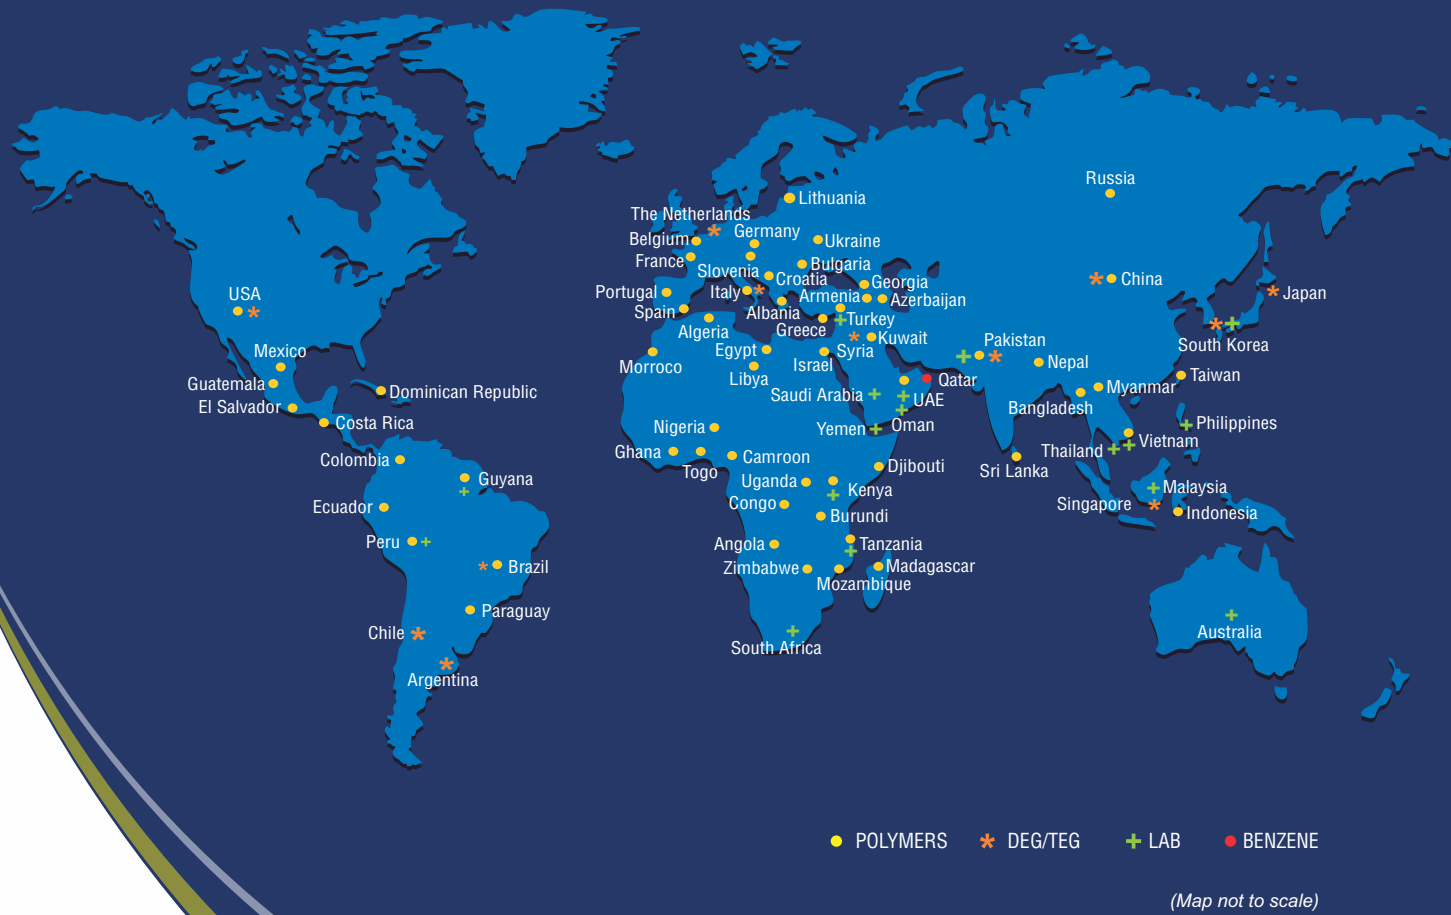 Russia
Lithuania
The Netherlands
Germany
Belgium
Ukraine
France
Slovenia
Bulgaria
Croatia
China
Georgia
Portugal
Italy
Armenia
Azerbaijan
Japan
USA
Spain
Albania
Turkey
Algeria
Greece
Kuwait
Pakistan
South Korea
Mexico
Egypt
Syria
Morroco
Israel
Nepal
Libya
Taiwan
Guatemala
Qatar
Myanmar
Dominican Republic
Saudi Arabia
UAE
El Salvador
Bangladesh
Costa Rica
Nigeria
Yemen
Oman
Philippines
Vietnam
Ghana
Thailand
Colombia
Togo
Camroon
Djibouti
Sri Lanka
Guyana
Uganda
Kenya
Malaysia
Ecuador
Congo
Singapore
Indonesia
Burundi
Peru
Angola
Tanzania
Brazil
Zimbabwe
Madagascar
Mozambique
Paraguay
Chile
Australia
South Africa
Argentina
POLYMERS DEG/TEG LAB BENZENE
(Map not to scale)